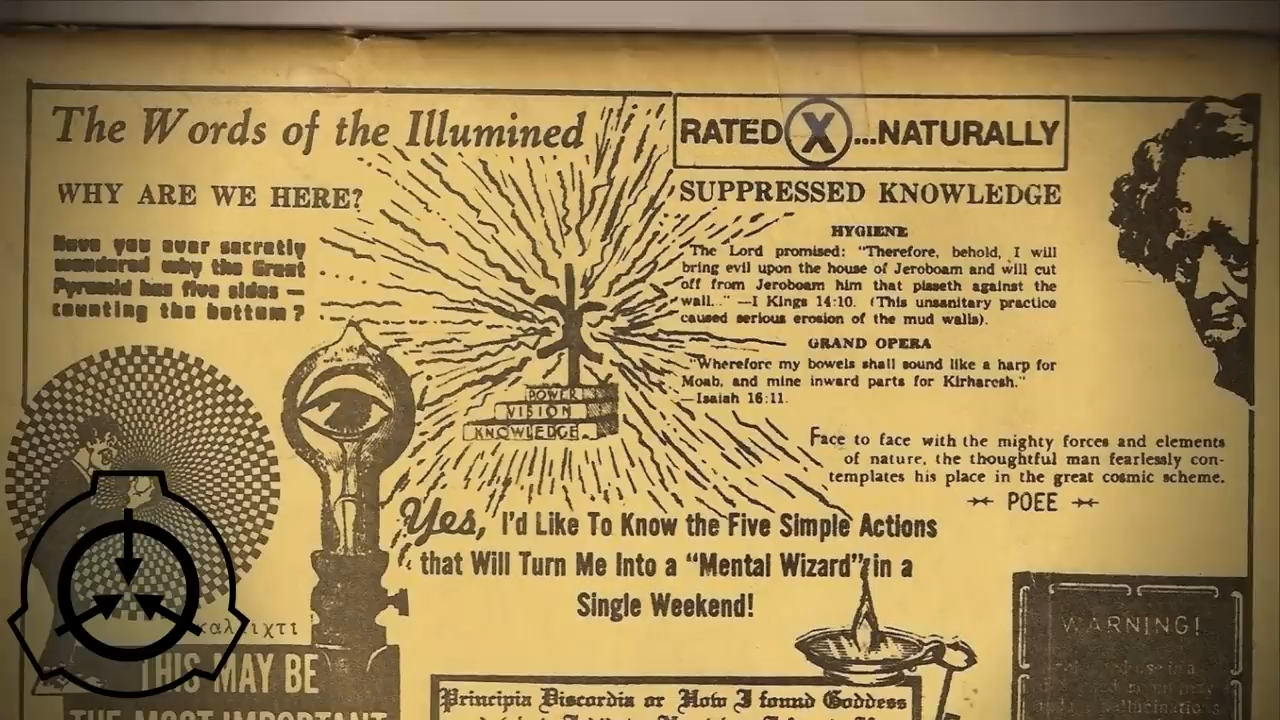 The Words of the Illumined
WHY ARE WE HERE?
Have you ever secretly
wondered why the Great
Pyramid has five sides —
counting the bottom?
RATED X ...NATURALLY
SUPPRESSED KNOWLEDGE
HYGIENE
The Lord promised: "Therefore, behold, I will
bring evil upon the house of Jeroboam and will cut
off from Jeroboam him that pisseth against the
wall..." —I Kings 14:10. (This unsanitary practice
caused serious erosion of the mud walls).
GRAND OPERA
"Wherefore my bowels shall sound like a harp for
Moab, and mine inward parts for Kirharesh."
—Isaiah 16:11.
POWER
VISION
KNOWLEDGE
Face to face with the mighty forces and elements
of nature, the thoughtful man fearlessly con-
templates his place in the great cosmic scheme.
POEE
Yes, I'd Like To Know the Five Simple Actions
that Will Turn Me Into a "Mental Wizard" in a
Single Weekend!
THIS MAY BE
THE MOST IMPORTANT
Principia Discordia or How I found Goddess
WARNING!